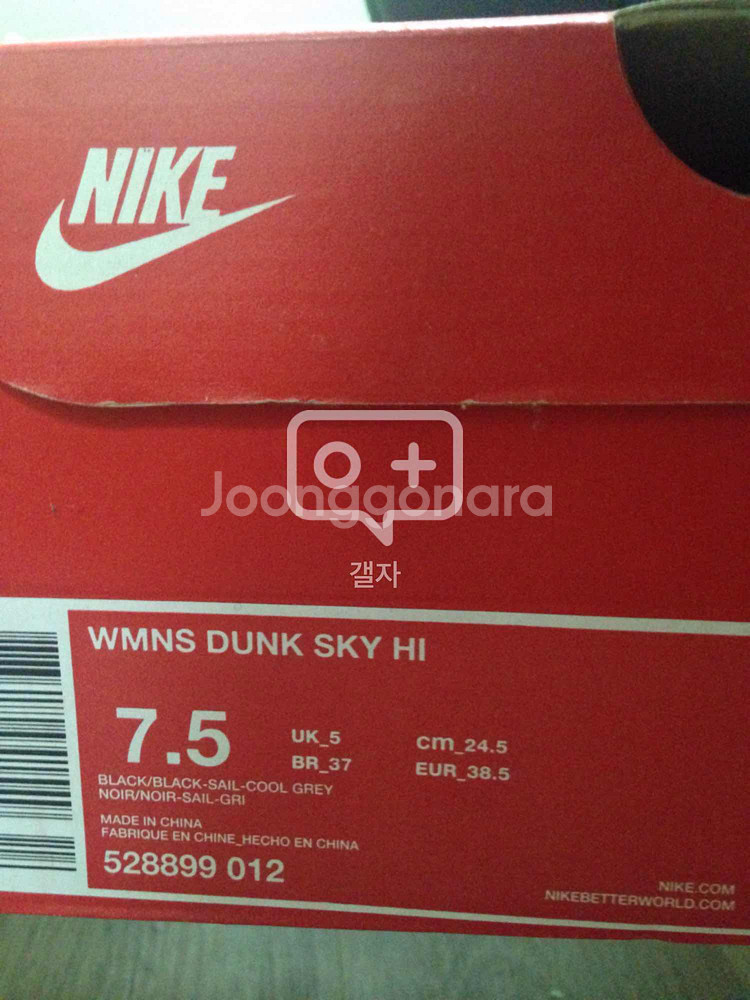 NIKE
Joonggonara
갤자
WMNS DUNK SKY HI
7.5
UK_5
cm_24.5
BR_37
EUR_38.5
BLACK/BLACK-SAIL-COOL GREY
NOIR/NOIR-SAIL-GRI
MADE IN CHINA
FABRIQUE EN CHINE_HECHO EN CHINA
528899 012
NIKE.COM
NIKEBETTERWORLD.COM